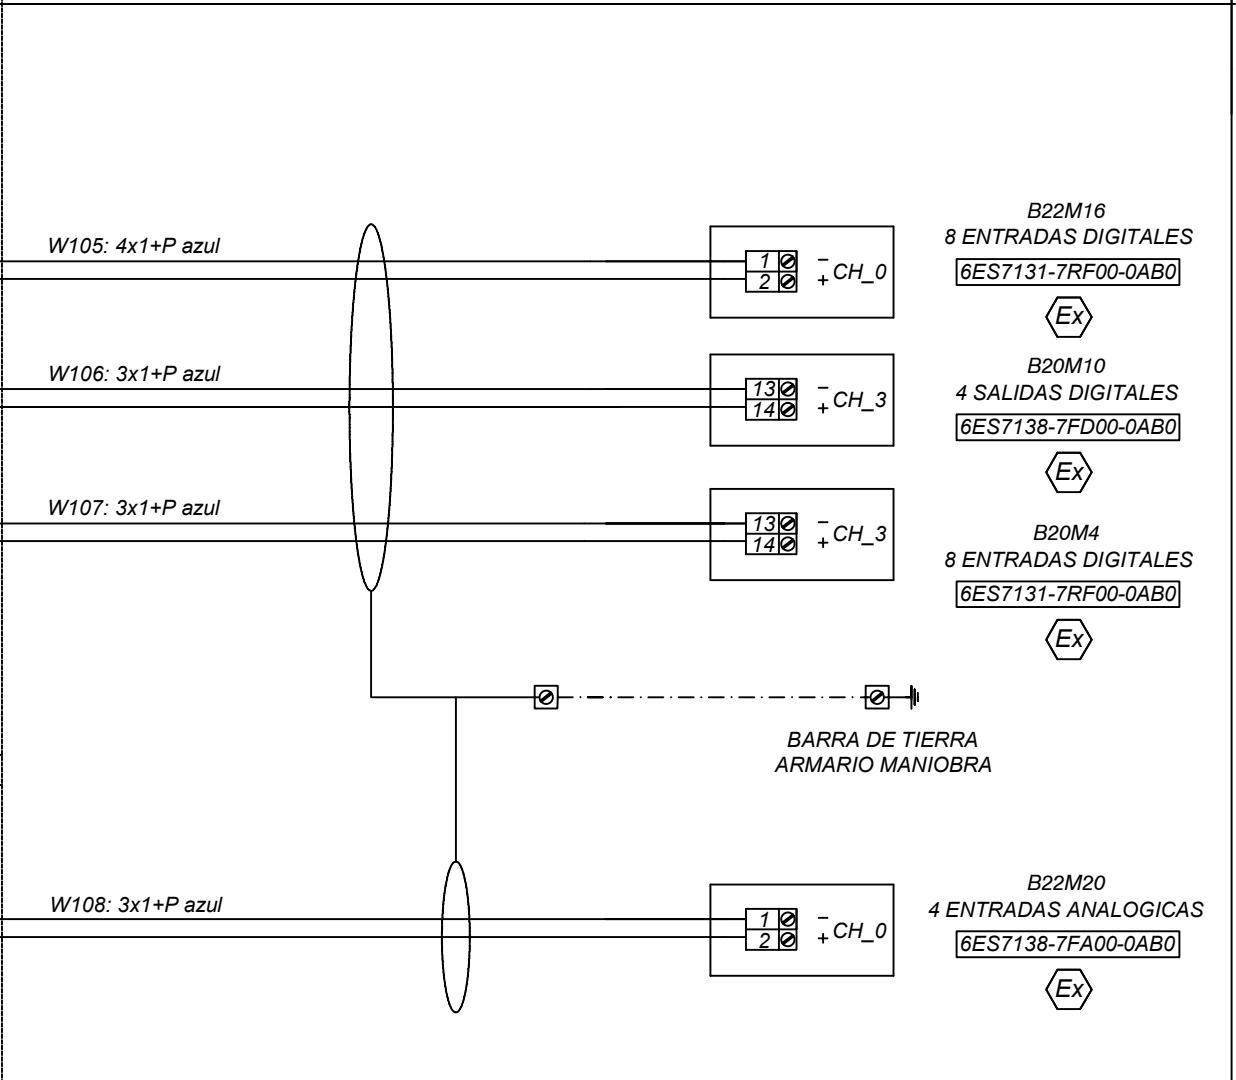 W105: 4x1+P azul
1 - CH_0
2 +
B22M16
8 ENTRADAS DIGITALES
6ES7131-7RF00-0AB0
Ex
W106: 3x1+P azul
13 - CH_3
14 +
B20M10
4 SALIDAS DIGITALES
6ES7138-7FD00-0AB0
Ex
W107: 3x1+P azul
13 - CH_3
14 +
B20M4
8 ENTRADAS DIGITALES
6ES7131-7RF00-0AB0
Ex
BARRA DE TIERRA
ARMARIO MANIOBRA
W108: 3x1+P azul
1 - CH_0
2 +
B22M20
4 ENTRADAS ANALOGICAS
6ES7138-7FA00-0AB0
Ex